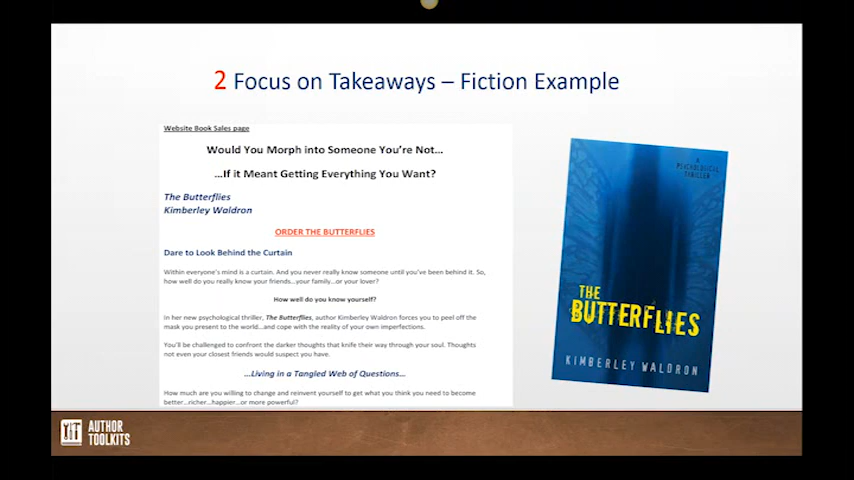 2 Focus on Takeaways – Fiction Example
Website Book Sales page
Would You Morph into Someone You're Not...
...If it Meant Getting Everything You Want?
The Butterflies
Kimberley Waldron
ORDER THE BUTTERFLIES
Dare to Look Behind the Curtain
Within everyone's mind is a curtain. And you never really know someone until you've been behind it. So,
how well do you really know your friends...your family...or your lover?
How well do you know yourself?
In her new psychological thriller, The Butterflies, author Kimberley Waldron forces you to peel off the
mask you present to the world...and cope with the reality of your own imperfections.
You'll be challenged to confront the darker thoughts that knife their way through your soul. Thoughts
not even your closest friends would suspect you have.
...Living in a Tangled Web of Questions...
How much are you willing to change and reinvent yourself to get what you think you need to become
better...richer...happier...or more powerful?
A
PSYCHOLOGICAL
THRILLER
THE
BUTTERFLIES
KIMBERLEY WALDRON
AUTHOR
TOOLKITS